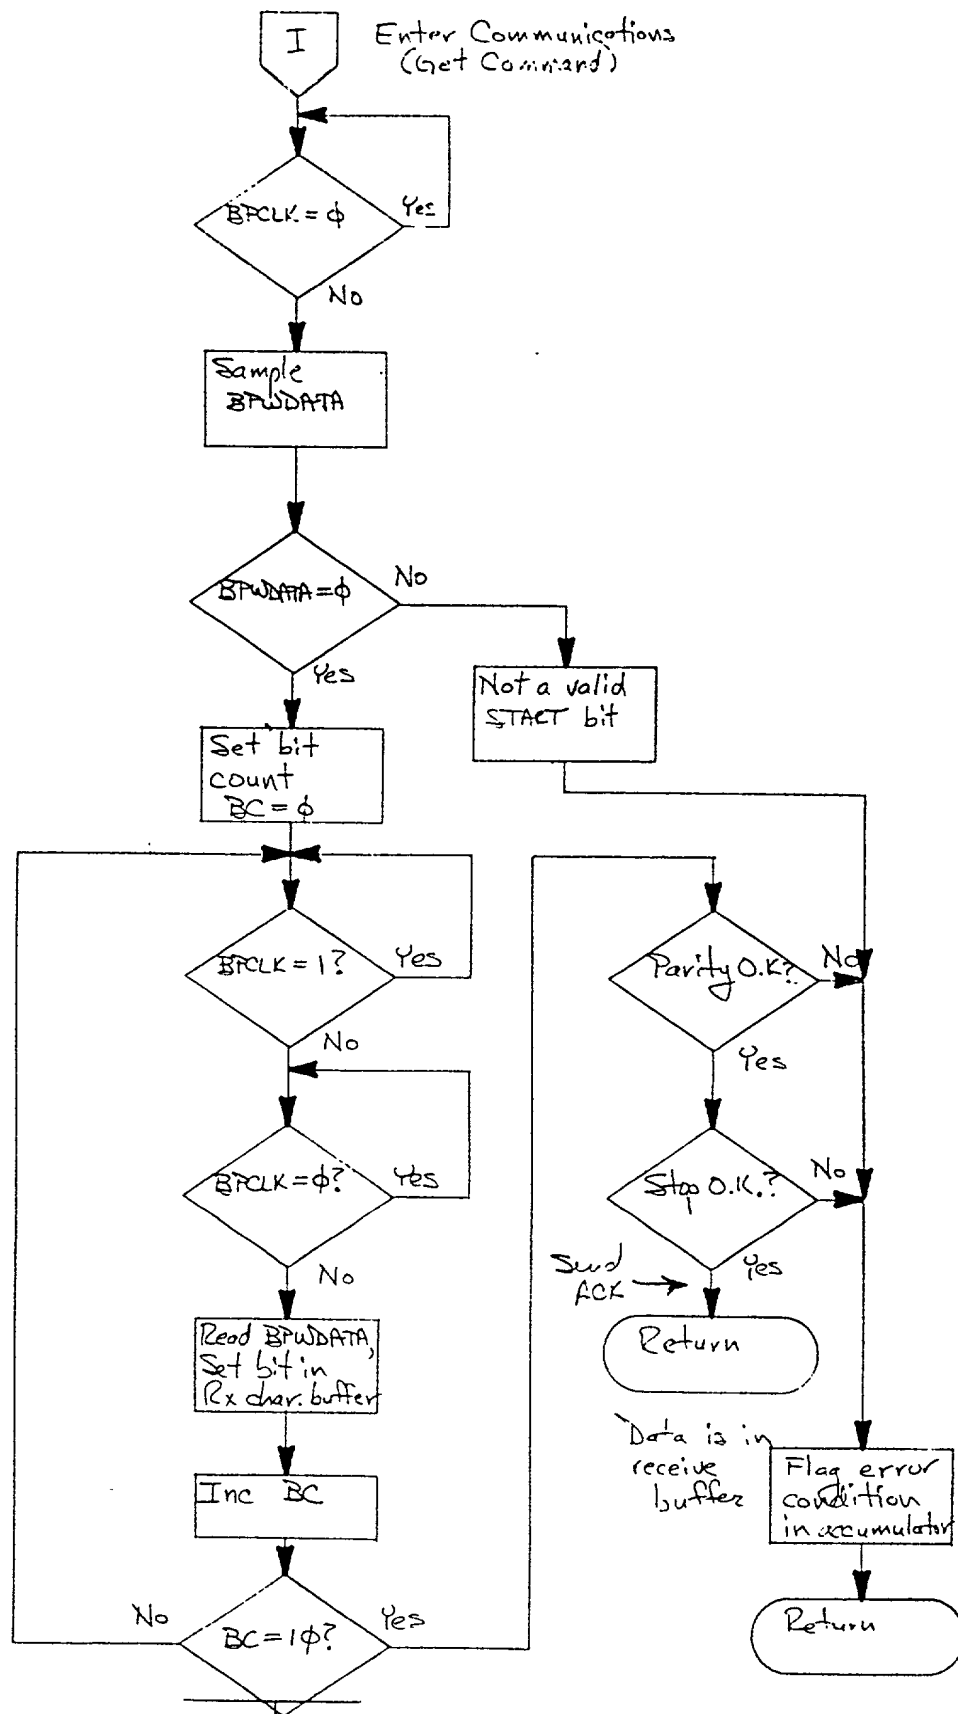 I
Enter Communications
(Get Command)
BPCLK = ϕ
Yes
No
Sample
BPWDATA
BPWDATA = ϕ
No
Yes
Not a valid
START bit
Set bit
count
BC = ϕ
BPCLK = 1?
Yes
No
Parity O.K?
No
Yes
BPCLK = ϕ?
Yes
No
Stop O.K.?
No
Yes
Send
ACK
Return
Read BPWDATA,
Set bit in
Rx char. buffer
Data is in
receive
buffer
Flag error
condition
in accumulator
Inc BC
BC = 1ϕ?
No
Yes
Return